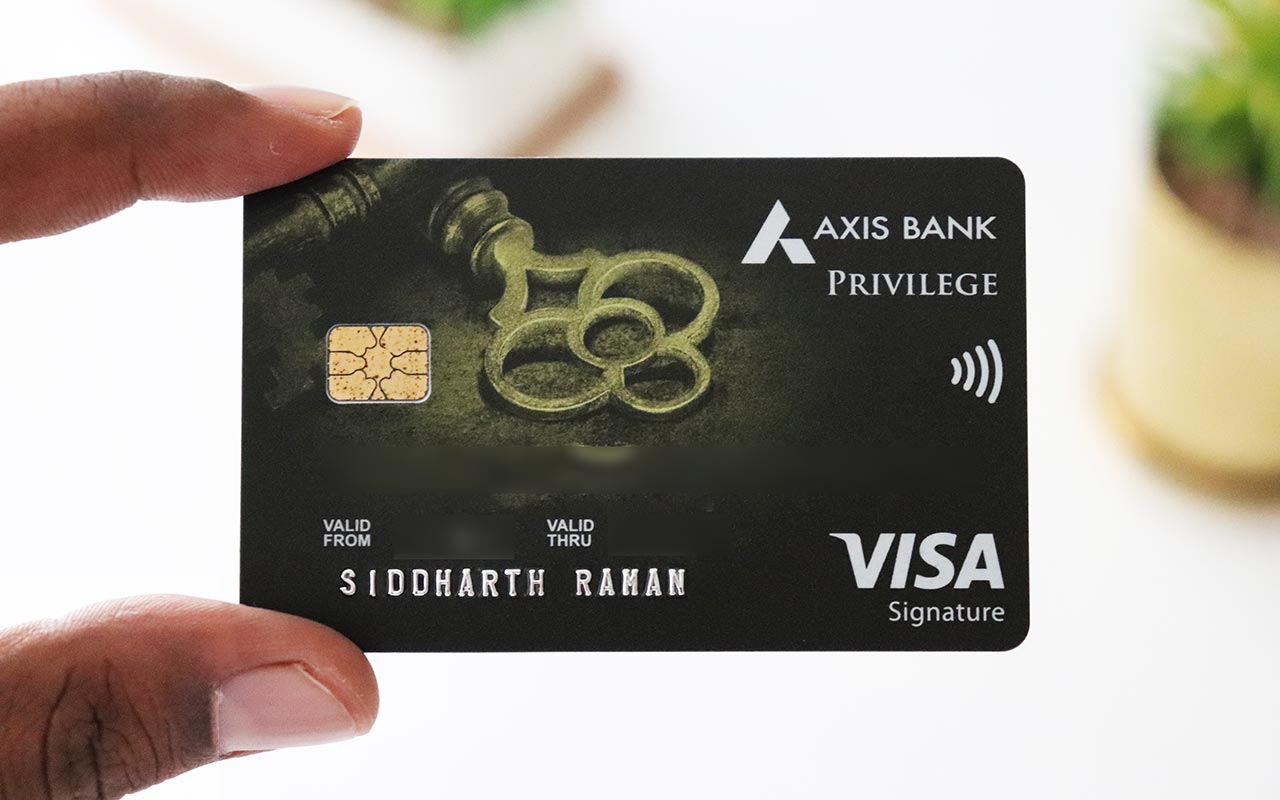 AXIS BANK
PRIVILEGE
VALID
FROM
VALID
THRU
SIDDHARTH RAMAN
VISA
Signature